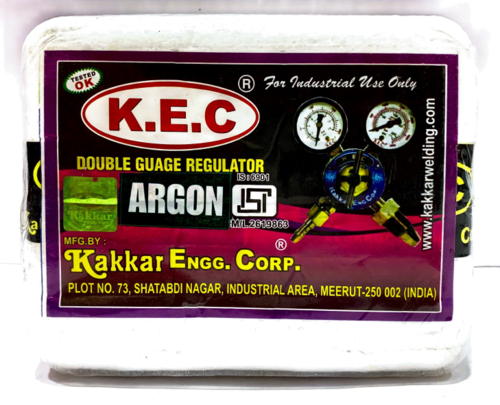 TESTED
OK
K.E.C ®
For Industrial Use Only
DOUBLE GUAGE REGULATOR
IS:6901
ARGON
ISI
M/L 2619863
Kakkar
www.kakkarwelding.com
MFG.BY :
Kakkar ENGG. CORP. ®
PLOT NO. 73, SHATABDI NAGAR, INDUSTRIAL AREA, MEERUT-250 002 (INDIA)